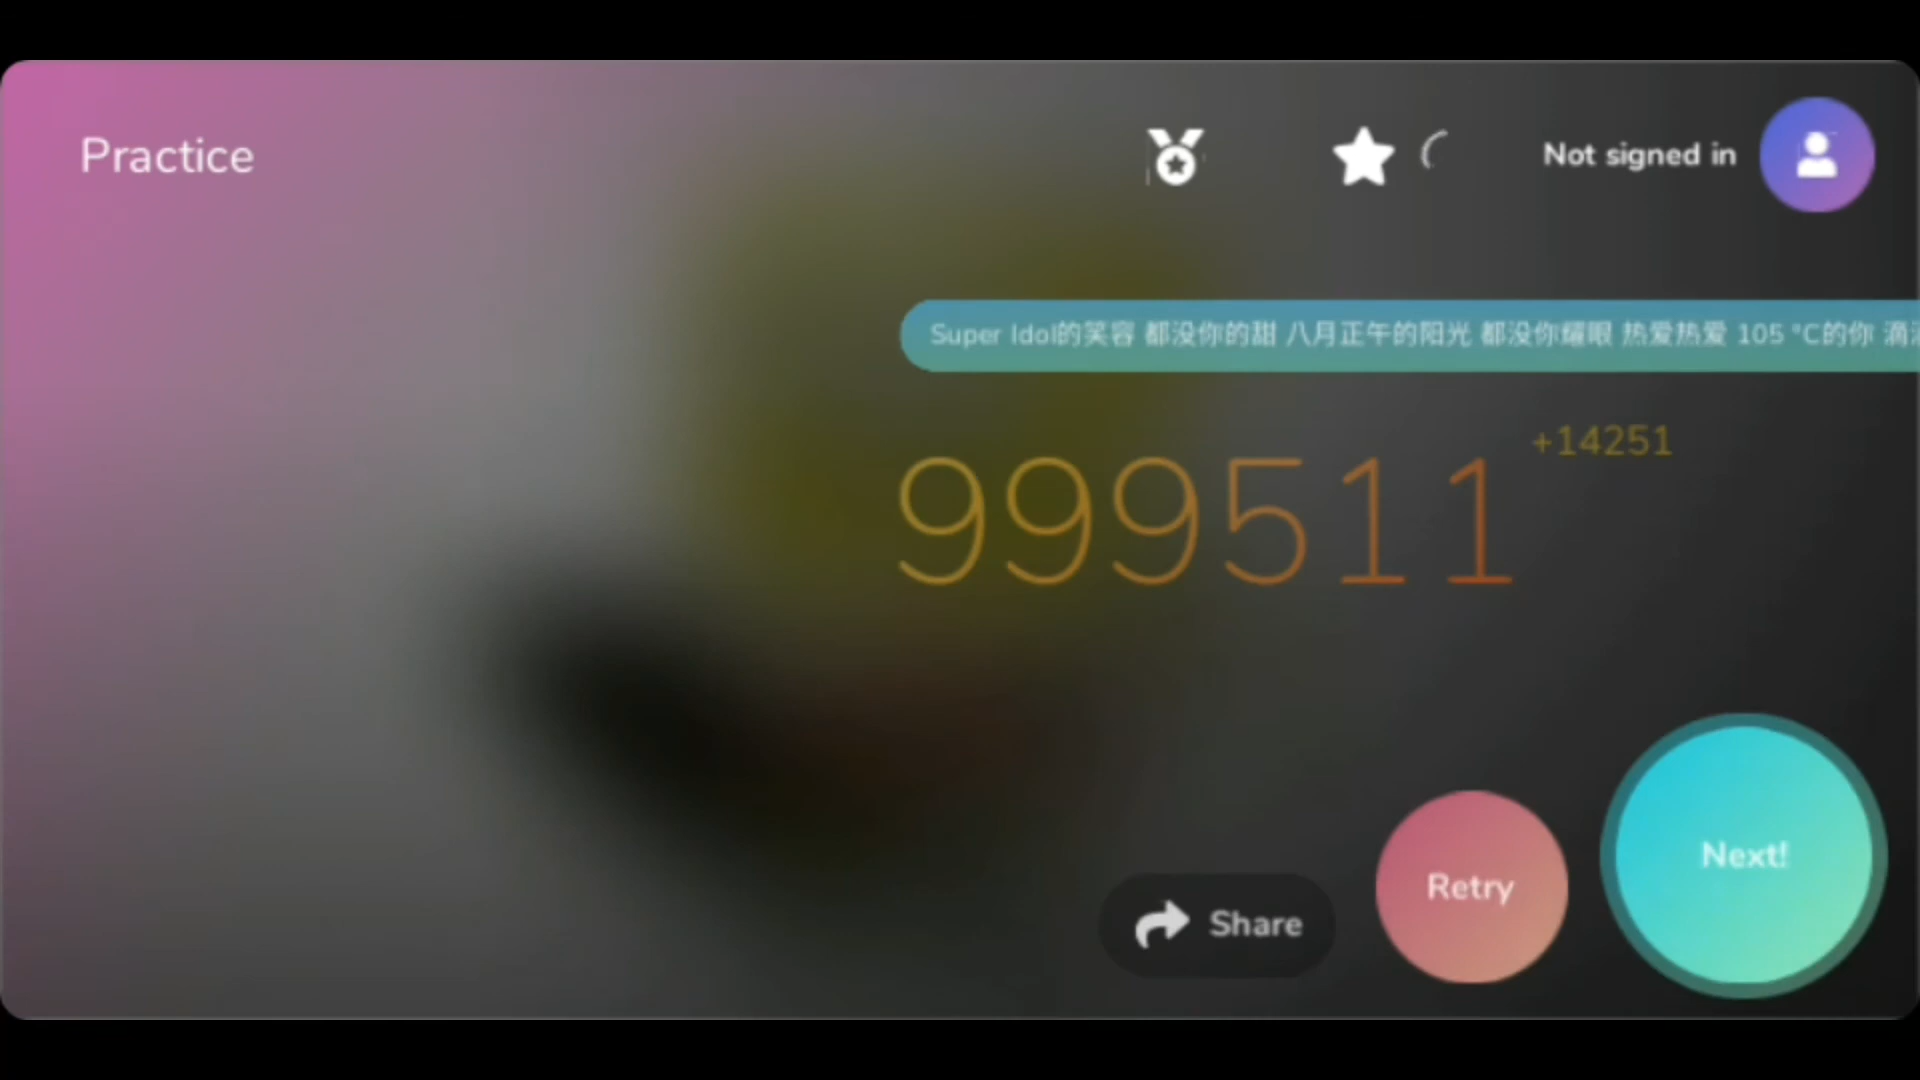 Practice
Not signed in
Super Idol的笑容 都没你的甜 八月正午的阳光 都没你耀眼 热爱热爱 105 °C的你 滴
+14251
999511
Share
Retry
Next!